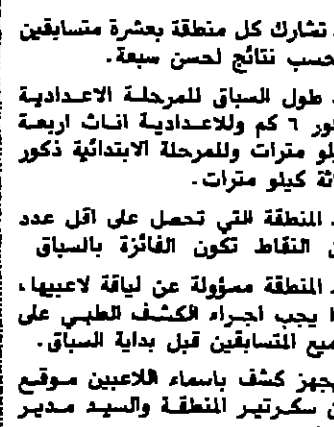 تشارك كل منطقة بعشرة متسابقين
حسب نتائج لحسن سبعة.
طول السباق للمرحلة الاعدادية
ور ٦ كم وللاعدادية اناث اربعة
لو مترات وللمرحلة الابتدائية ذكور
ثة كيلو مترات.
المنطقة التي تحصل على اقل عدد
النقاط تكون الفائزة بالسباق
المنطقة مسؤولة عن لياقة لاعبيها،
ا يجب اجراء الكشف الطبي على
ميع المتسابقين قبل بداية السباق.
جهز كشف باسماء اللاعبين موقع
ن سكرتير المنطقة والسيد مدير